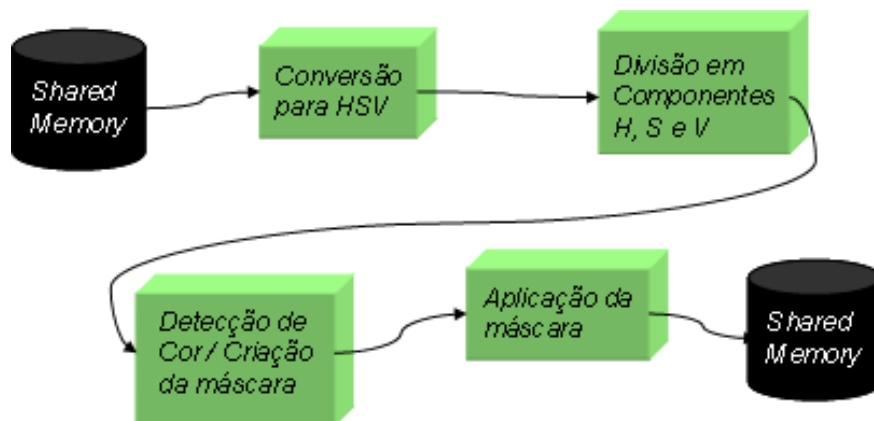 Shared
Memory
Conversão
para HSV
Divisão em
Componentes
H, S e V
Detecção de
Cor / Criação
da máscara
Aplicação da
máscara
Shared
Memory